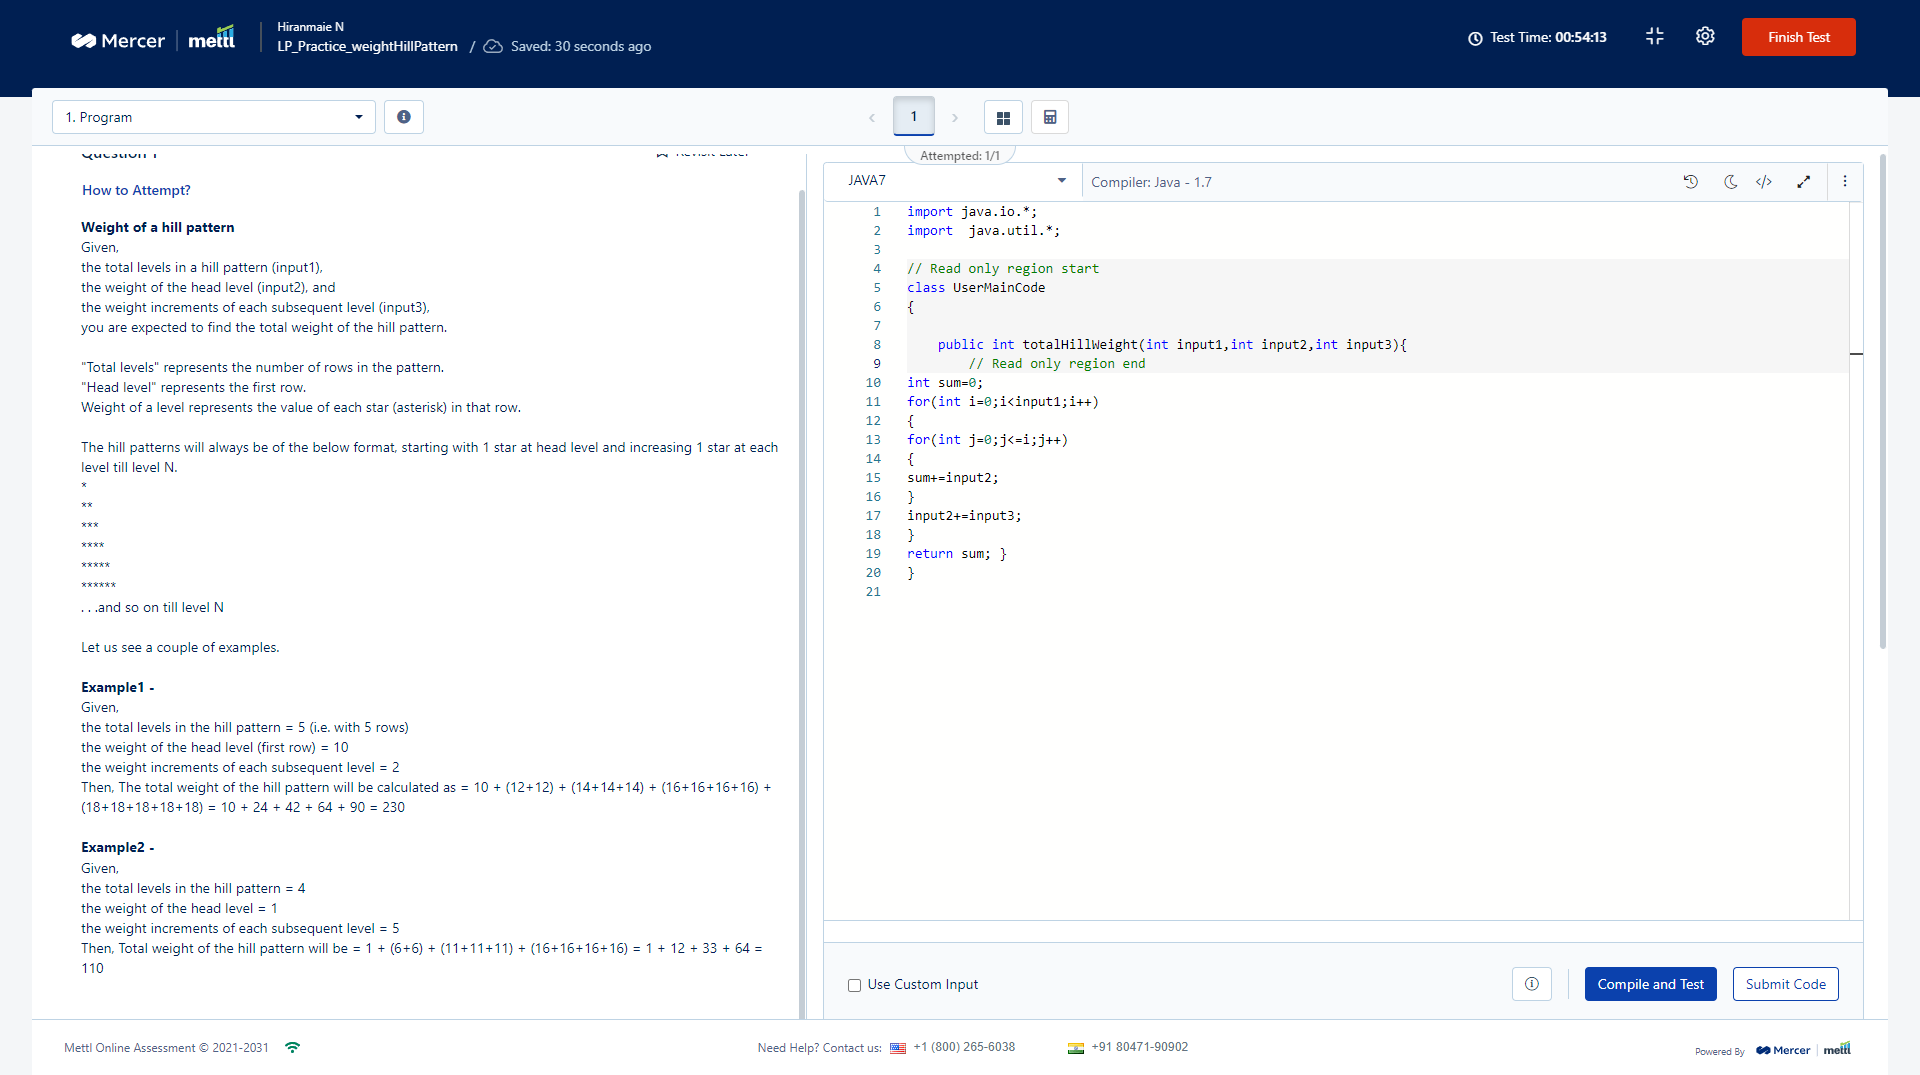 Mercer
mettl
Hiranmaie N
LP_Practice_weightHillPattern / Saved: 30 seconds ago
Test Time: 00:54:13
Finish Test
1. Program
1
Attempted: 1/1
Question 1
Revisit Later
How to Attempt?
Weight of a hill pattern
Given,
the total levels in a hill pattern (input1),
the weight of the head level (input2), and
the weight increments of each subsequent level (input3),
you are expected to find the total weight of the hill pattern.
"Total levels" represents the number of rows in the pattern.
"Head level" represents the first row.
Weight of a level represents the value of each star (asterisk) in that row.
The hill patterns will always be of the below format, starting with 1 star at head level and increasing 1 star at each
level till level N.
*
**
***
****
*****
******
. . .and so on till level N
Let us see a couple of examples.
Example1 -
Given,
the total levels in the hill pattern = 5 (i.e. with 5 rows)
the weight of the head level (first row) = 10
the weight increments of each subsequent level = 2
Then, The total weight of the hill pattern will be calculated as = 10 + (12+12) + (14+14+14) + (16+16+16+16) +
(18+18+18+18+18) = 10 + 24 + 42 + 64 + 90 = 230
Example2 -
Given,
the total levels in the hill pattern = 4
the weight of the head level = 1
the weight increments of each subsequent level = 5
Then, Total weight of the hill pattern will be = 1 + (6+6) + (11+11+11) + (16+16+16+16) = 1 + 12 + 33 + 64 =
110
JAVA7
Compiler: Java - 1.7
1 import java.io.*;
2 import  java.util.*;
3
4 // Read only region start
5 class UserMainCode
6 {
7
8     public int totalHillWeight(int input1,int input2,int input3){
9         // Read only region end
10 int sum=0;
11 for(int i=0;i<input1;i++)
12 {
13 for(int j=0;j<=i;j++)
14 {
15 sum+=input2;
16 }
17 input2+=input3;
18 }
19 return sum; }
20 }
21
Use Custom Input
Compile and Test
Submit Code
Mettl Online Assessment © 2021-2031
Need Help? Contact us: +1 (800) 265-6038
+91 80471-90902
Powered By Mercer mettl